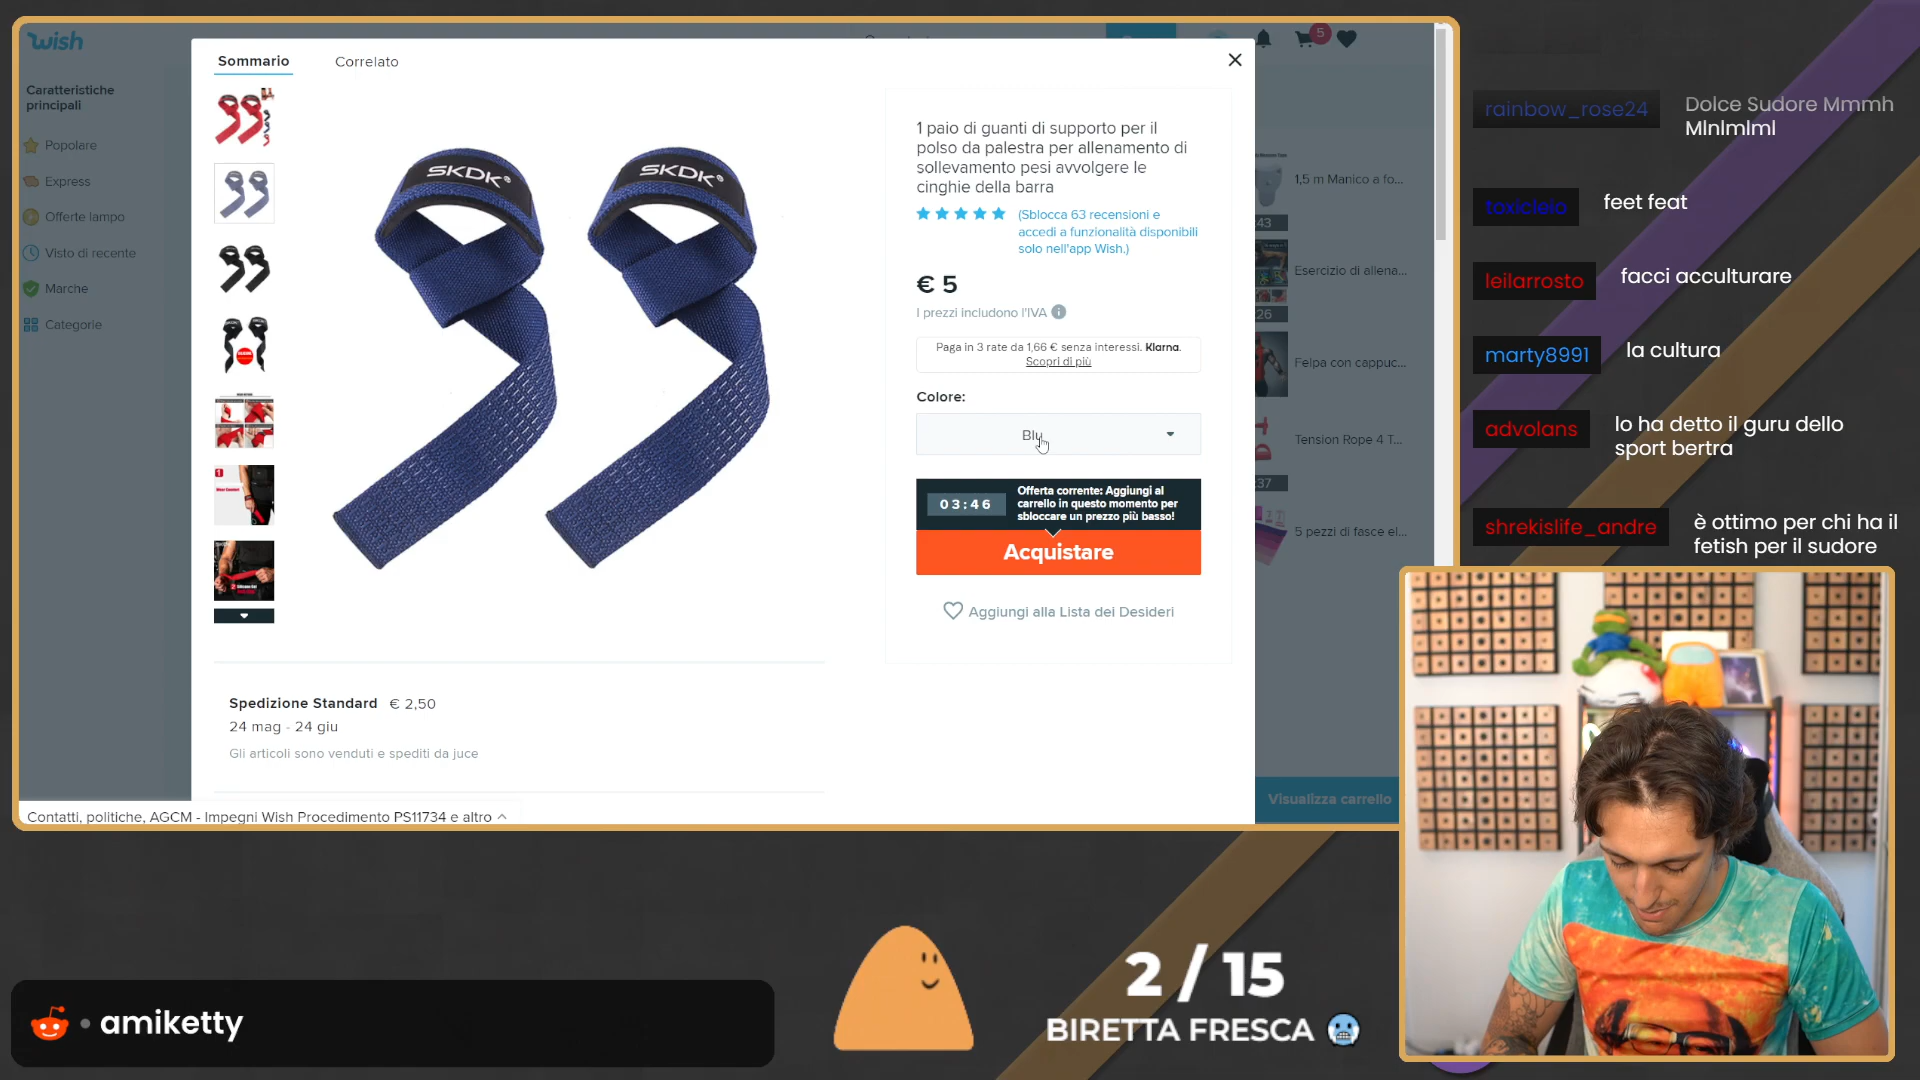 wish
Caratteristiche
principali
Popolare
Express
Offerte lampo
Visto di recente
Marche
Categorie
Sommario
Correlato
SKDK®
SKDK®
1 paio di guanti di supporto per il
polso da palestra per allenamento di
sollevamento pesi avvolgere le
cinghie della barra
(Sblocca 63 recensioni e
accedi a funzionalità disponibili
solo nell'app Wish.)
€ 5
I prezzi includono l'IVA
Paga in 3 rate da 1,66 € senza interessi. Klarna.
Scopri di più
Colore:
Blu
03:46
Offerta corrente: Aggiungi al
carrello in questo momento per
sbloccare un prezzo più basso!
Acquistare
Aggiungi alla Lista dei Desideri
Spedizione Standard € 2,50
24 mag - 24 giu
Gli articoli sono venduti e spediti da juce
Contatti, politiche, AGCM - Impegni Wish Procedimento PS11734 e altro
5
1,5 m Manico a fo...
43
Esercizio di allena...
26
Felpa con cappuc...
Tension Rope 4 T...
37
5 pezzi di fasce el...
Visualizza carrello
rainbow_rose24 Dolce Sudore Mmmh
Mlnlmlml
toxicleio feet feat
leilarrosto facci acculturare
marty8991 la cultura
advolans lo ha detto il guru dello
sport bertra
shrekislife_andre è ottimo per chi ha il
fetish per il sudore
amiketty
2 / 15
BIRETTA FRESCA